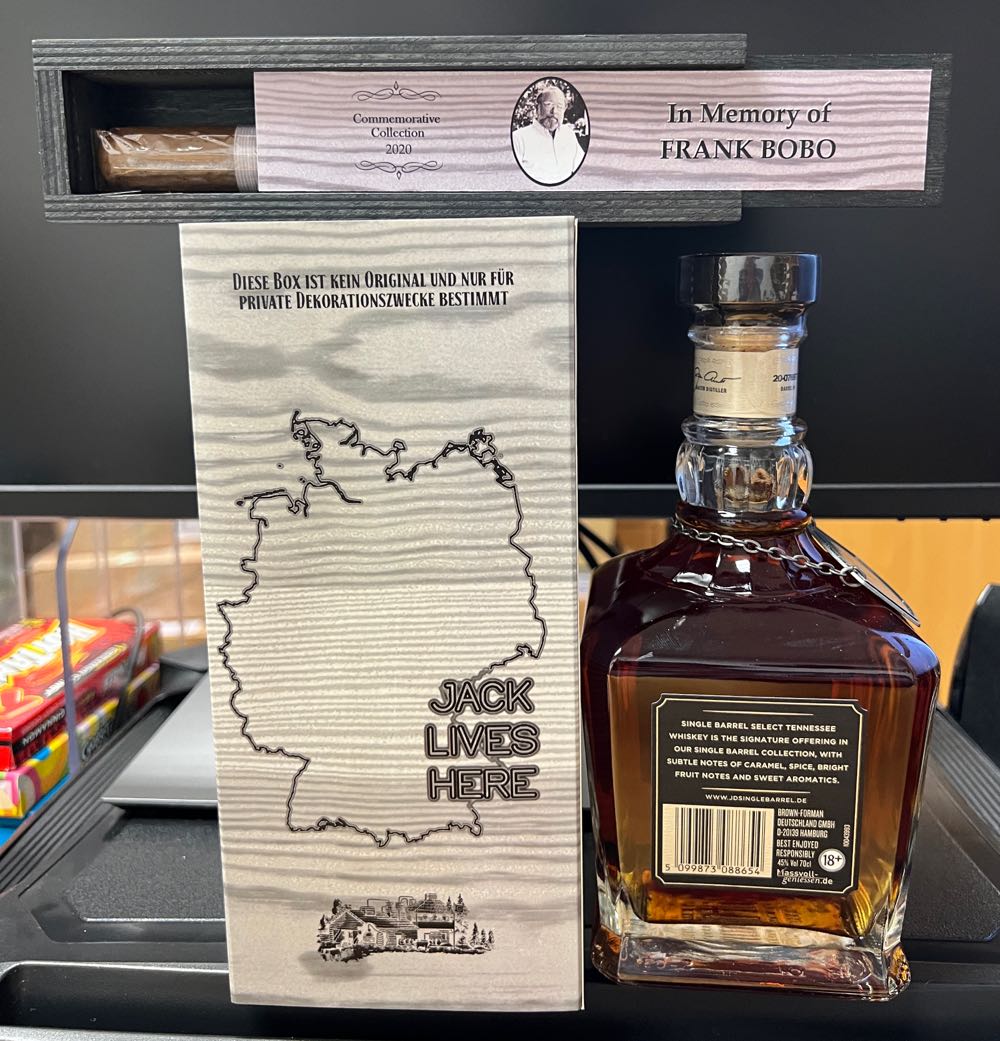 Commemorative
Collection
2020
In Memory of
FRANK BOBO
DIESE BOX IST KEIN ORIGINAL UND NUR FÜR
PRIVATE DEKORATIONSZWECKE BESTIMMT
JACK
LIVES
HERE
MASTER DISTILLER
SINGLE BARREL SELECT TENNESSEE
WHISKEY IS THE SIGNATURE OFFERING IN
OUR SINGLE BARREL COLLECTION, WITH
SUBTLE NOTES OF CARAMEL, SPICE, BRIGHT
FRUIT NOTES AND SWEET AROMATICS.
WWW.JDSINGLEBARREL.DE
BROWN-FORMAN
DEUTSCHLAND GMBH
D-20139 HAMBURG
BEST ENJOYED
RESPONSIBLY
45% Vol 70cl
18+
Massvoll-
geniessen.de
5 099873 088654